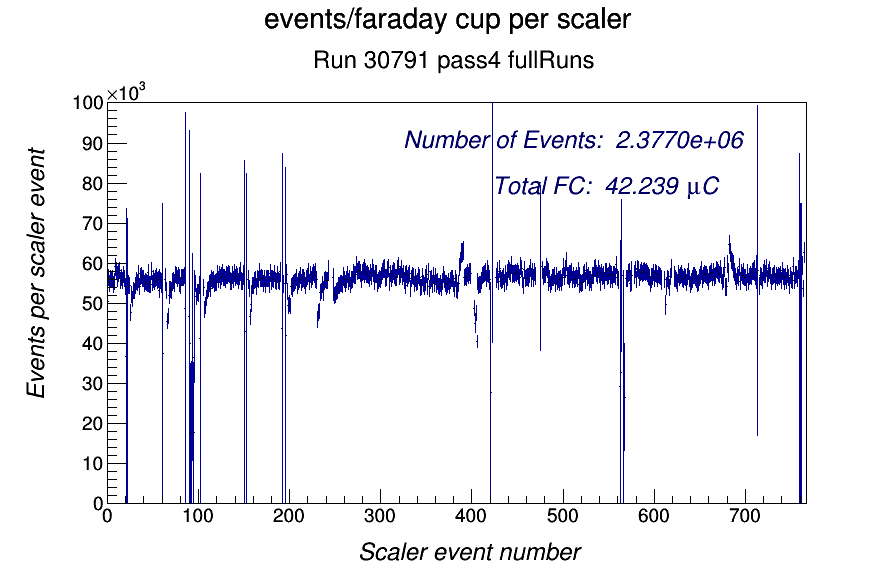 events/faraday cup per scaler
Run 30791 pass4 fullRuns
×10³
100
90
80
70
60
50
40
30
20
10
0
Events per scaler event
Number of Events: 2.3770e+06
Total FC: 42.239 μC
0 100 200 300 400 500 600 700
Scaler event number